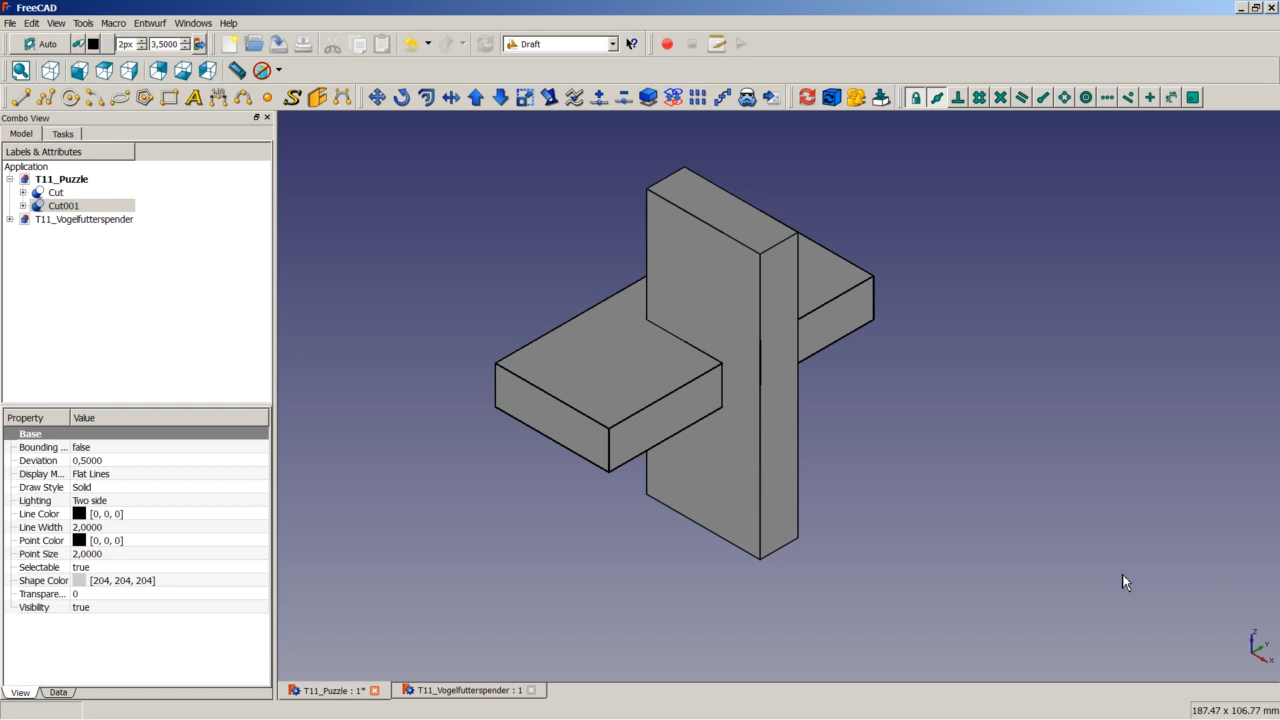 FreeCAD
File Edit View Tools Macro Entwurf Windows Help
Auto 2px 3,5000 Draft
Combo View
Model Tasks
Labels & Attributes
Application
T11_Puzzle
Cut
Cut001
T11_Vogelfutterspender
Property Value
Base
Bounding ... false
Deviation 0,5000
Display M... Flat Lines
Draw Style Solid
Lighting Two side
Line Color [0, 0, 0]
Line Width 2,0000
Point Color [0, 0, 0]
Point Size 2,0000
Selectable true
Shape Color [204, 204, 204]
Transpare... 0
Visibility true
View Data
T11_Puzzle : 1* T11_Vogelfutterspender : 1
Z
Y
X
187.47 x 106.77 mm